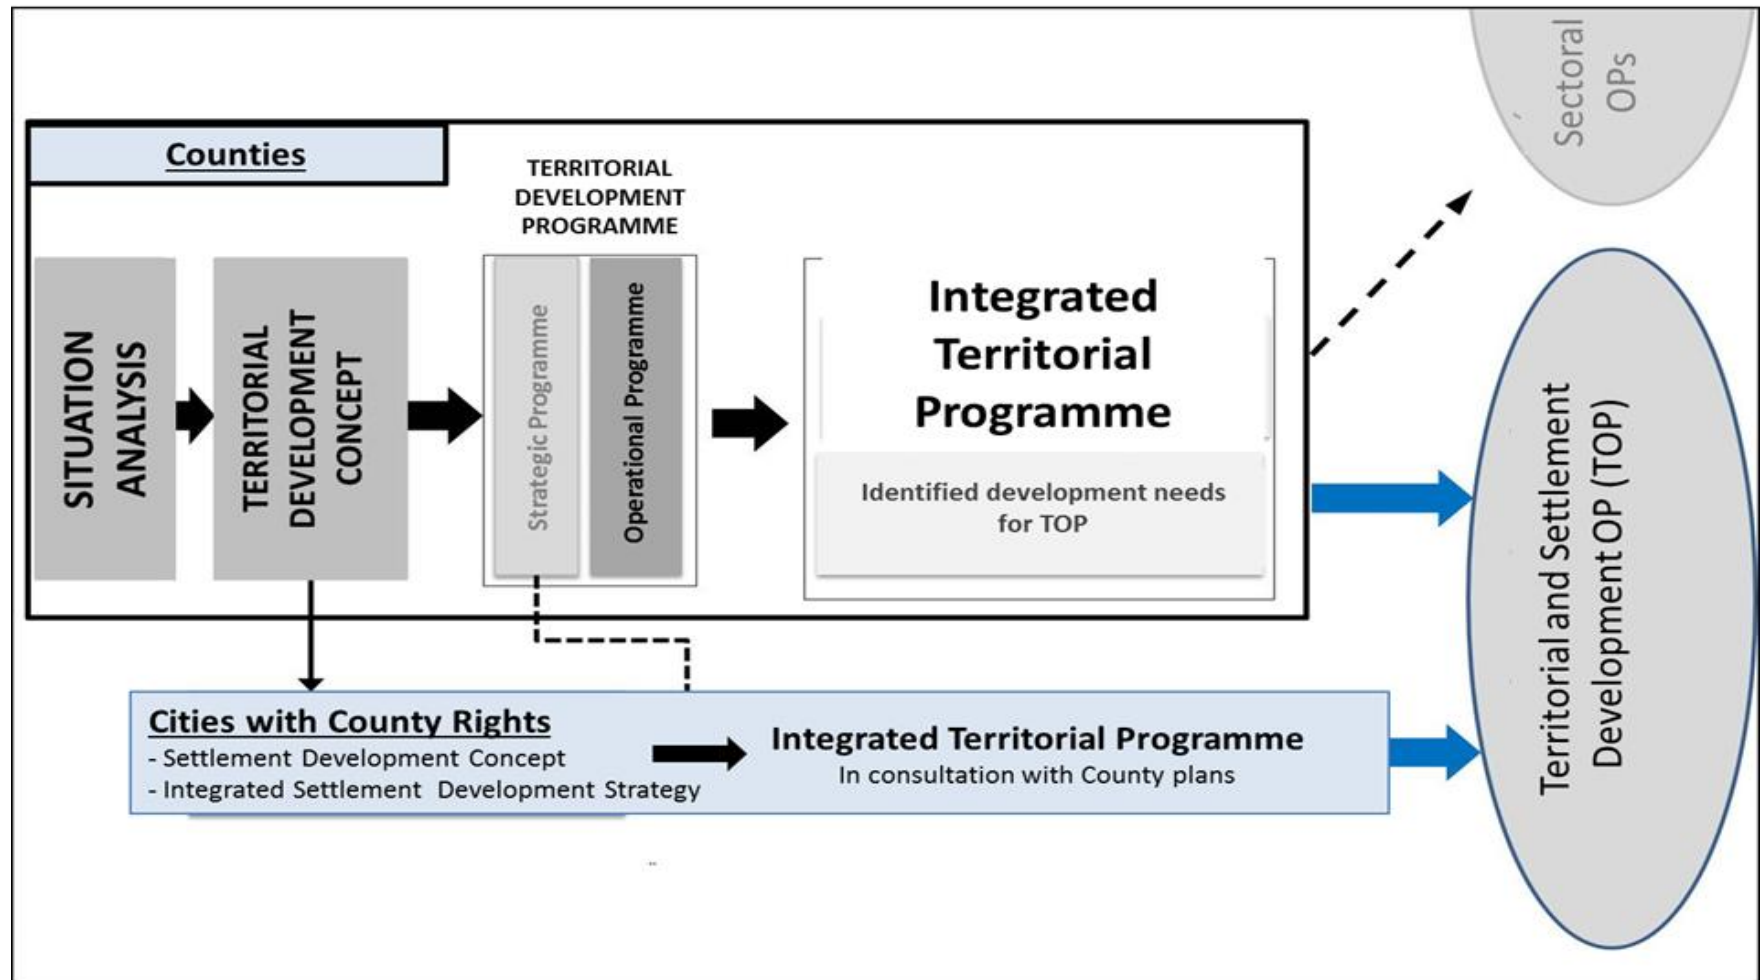 Sectoral
OPs
Counties
TERRITORIAL
DEVELOPMENT
PROGRAMME
SITUATION
ANALYSIS
TERRITORIAL
DEVELOPMENT
CONCEPT
Strategic Programme
Operational Programme
Integrated
Territorial
Programme
Identified development needs
for TOP
Territorial and Settlement
Development OP (TOP)
Cities with County Rights
- Settlement Development Concept
- Integrated Settlement Development Strategy
Integrated Territorial Programme
In consultation with County plans